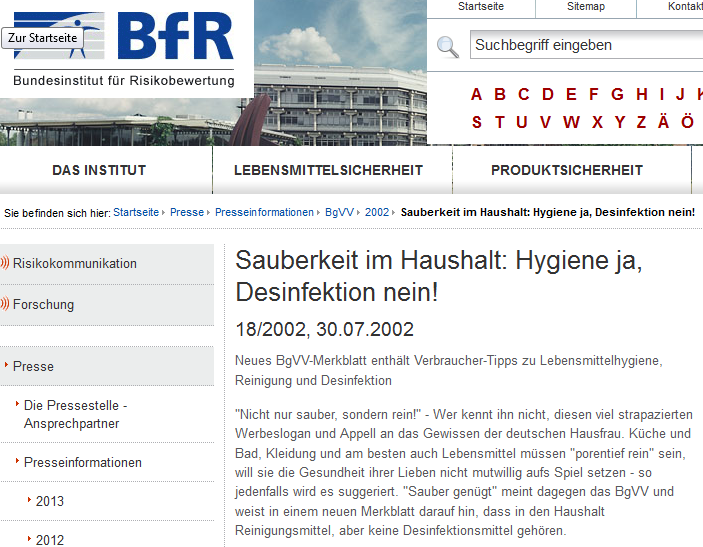 Startseite
Sitemap
Kontakt
BfR
Zur Startseite
Bundesinstitut für Risikobewertung
Suchbegriff eingeben
A B C D E F G H I J K
S T U V W X Y Z Ä Ö
DAS INSTITUT
LEBENSMITTELSICHERHEIT
PRODUKTSICHERHEIT
Sie befinden sich hier: Startseite Presse Presseinformationen BgVV 2002 Sauberkeit im Haushalt: Hygiene ja, Desinfektion nein!
Risikokommunikation
Forschung
Presse
Die Pressestelle -
Ansprechpartner
Presseinformationen
2013
2012
Sauberkeit im Haushalt: Hygiene ja,
Desinfektion nein!
18/2002, 30.07.2002
Neues BgVV-Merkblatt enthält Verbraucher-Tipps zu Lebensmittelhygiene,
Reinigung und Desinfektion
"Nicht nur sauber, sondern rein!" - Wer kennt ihn nicht, diesen viel strapazierten
Werbeslogan und Appell an das Gewissen der deutschen Hausfrau. Küche und
Bad, Kleidung und am besten auch Lebensmittel müssen "porentief rein" sein,
will sie die Gesundheit ihrer Lieben nicht mutwillig aufs Spiel setzen - so
jedenfalls wird es suggeriert. "Sauber genügt" meint dagegen das BgVV und
weist in einem neuen Merkblatt darauf hin, dass in den Haushalt
Reinigungsmittel, aber keine Desinfektionsmittel gehören.